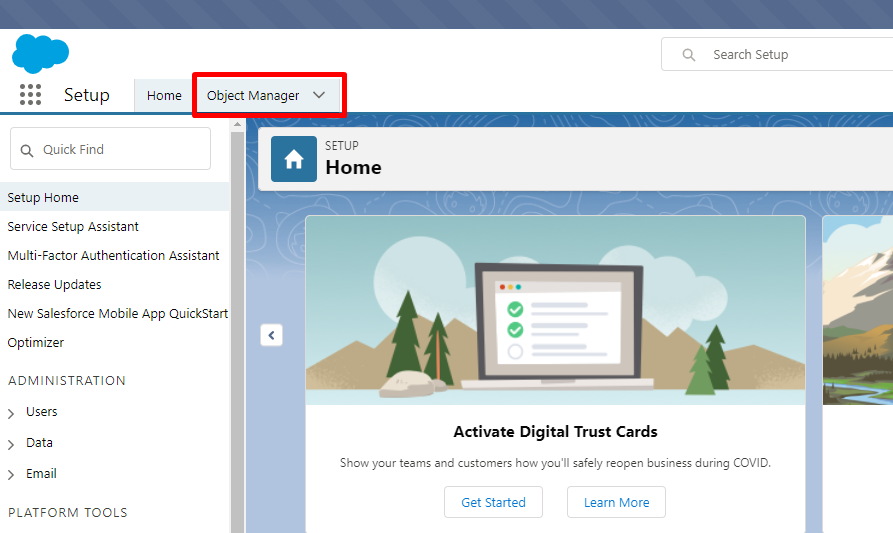 Search Setup
Setup
Home
Object Manager
Quick Find
Setup Home
Service Setup Assistant
Multi-Factor Authentication Assistant
Release Updates
New Salesforce Mobile App QuickStart
Optimizer
ADMINISTRATION
Users
Data
Email
PLATFORM TOOLS
SETUP
Home
Activate Digital Trust Cards
Show your teams and customers how you'll safely reopen business during COVID.
Get Started
Learn More